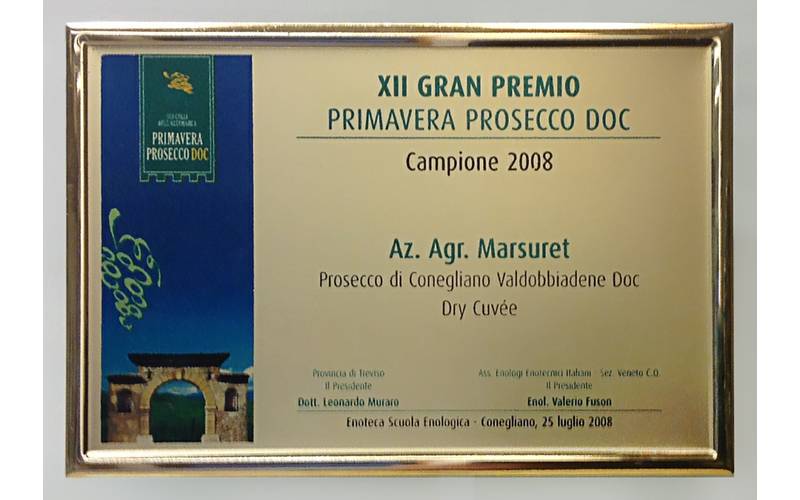 PRIMAVERA
PROSECCO DOC
XII GRAN PREMIO
PRIMAVERA PROSECCO DOC
Campione 2008
Az. Agr. Marsuret
Prosecco di Conegliano Valdobbiadene Doc
Dry Cuvée
Provincia di Treviso
Il Presidente
Dott. Leonardo Muraro
Ass. Enologi Enotecnici Italiani - Sez. Veneto C.O.
Il Presidente
Enol. Valerio Fuson
Enoteca Scuola Enologica - Conegliano, 25 luglio 2008